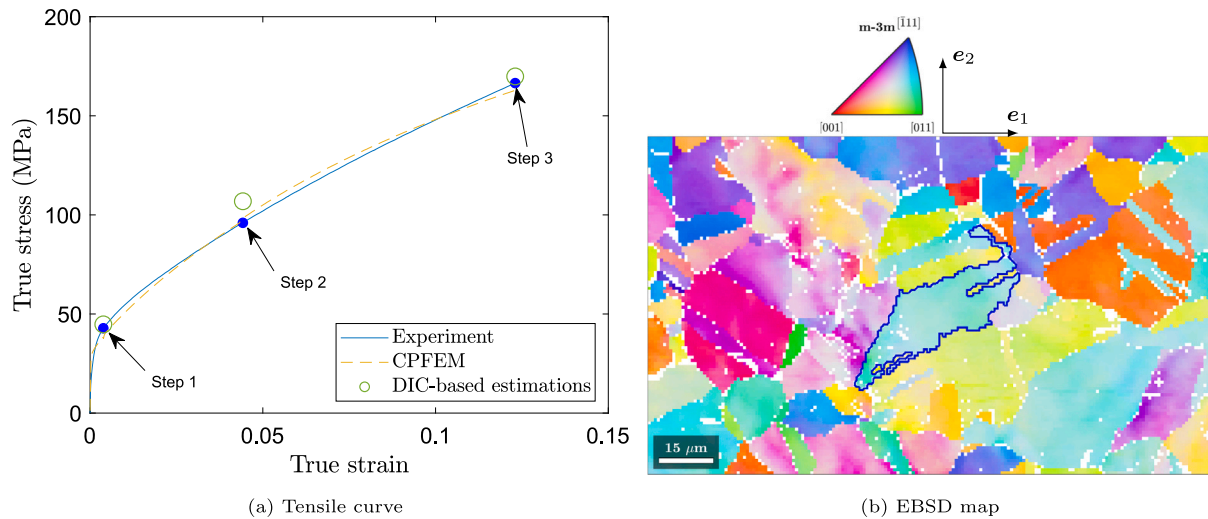 200
150
100
50
0
0
0.05
0.1
0.15
True stress (MPa)
True strain
Step 1
Step 2
Step 3
Experiment
CPFEM
DIC-based estimations
(a) Tensile curve
m-3m
[1̄11]
[001]
[011]
e₂
e₁
15 μm
(b) EBSD map